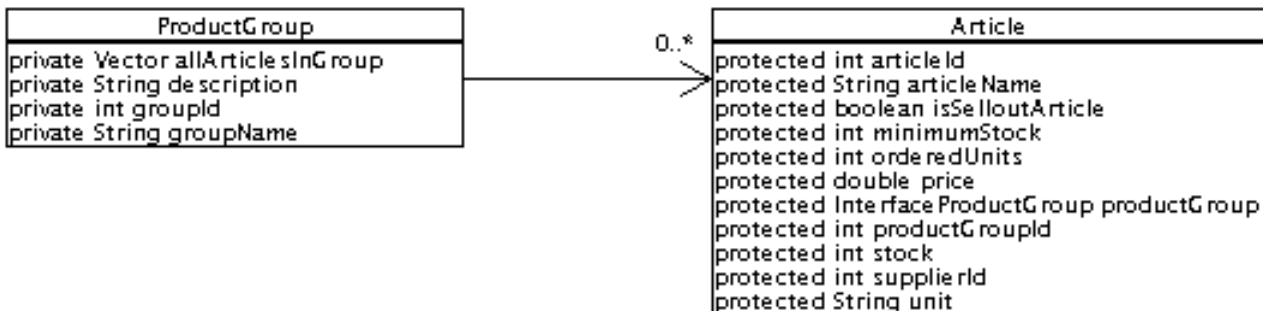 ProductGroup
private Vector allArticlesInGroup
private String description
private int groupId
private String groupName
0..*
Article
protected int articleId
protected String articleName
protected boolean isSelloutArticle
protected int minimumStock
protected int orderedUnits
protected double price
protected InterfaceProductGroup productGroup
protected int productGroupId
protected int stock
protected int supplierId
protected String unit